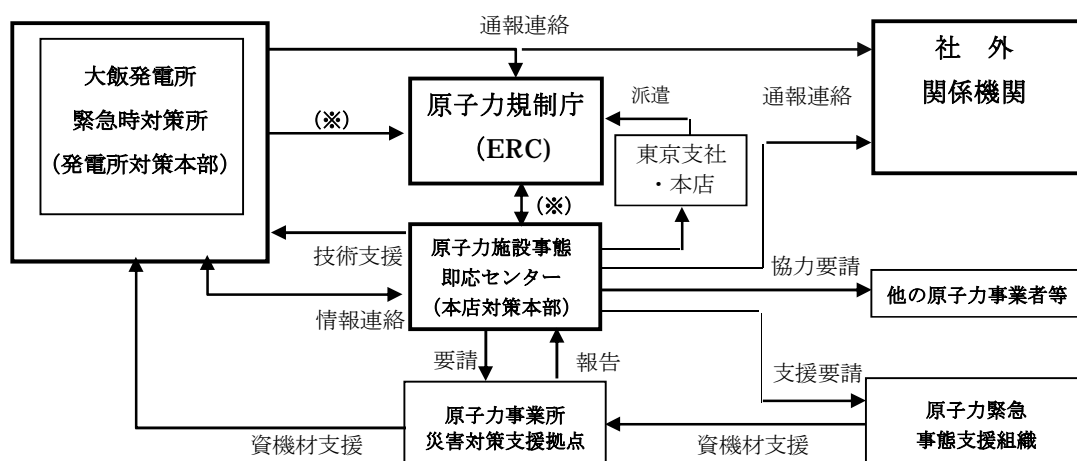 通報連絡
大飯発電所
緊急時対策所
(発電所対策本部)
(※)
原子力規制庁
(ERC)
派遣
東京支社
・本店
通報連絡
社　外
関係機関
(※)
技術支援
情報連絡
原子力施設事態
即応センター
(本店対策本部)
協力要請
他の原子力事業者等
要請
報告
支援要請
原子力事業所
災害対策支援拠点
資機材支援
資機材支援
原子力緊急
事態支援組織